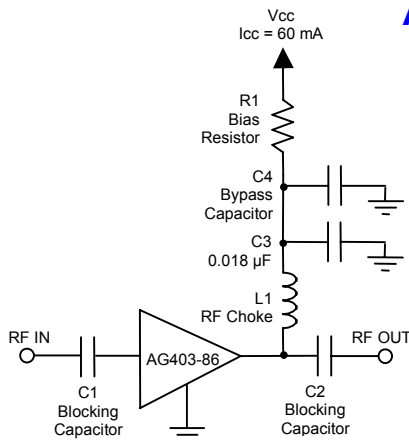 Vcc
Icc = 60 mA
R1
Bias
Resistor
C4
Bypass
Capacitor
C3
0.018 µF
L1
RF Choke
RF IN
AG403-86
RF OUT
C1
Blocking
Capacitor
C2
Blocking
Capacitor